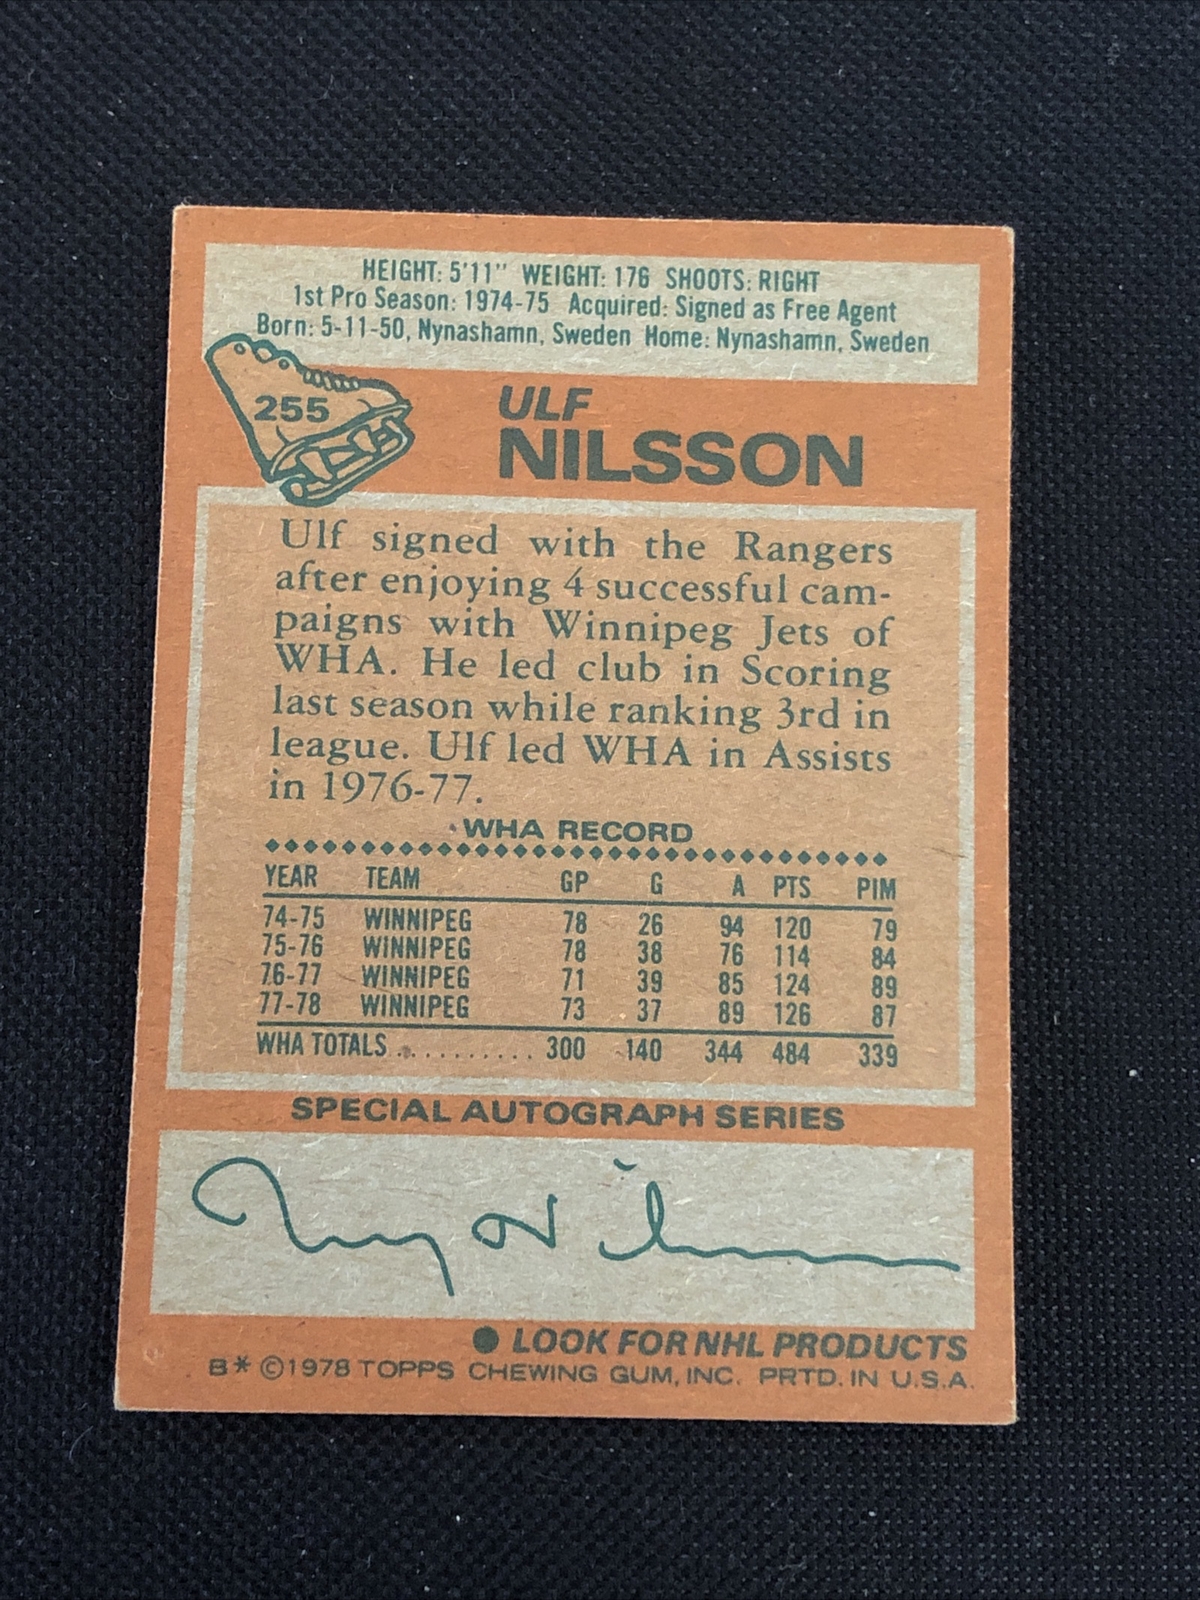 HEIGHT: 5'11" WEIGHT: 176 SHOOTS: RIGHT
1st Pro Season: 1974-75 Acquired: Signed as Free Agent
Born: 5-11-50, Nynashamn, Sweden Home: Nynashamn, Sweden
255
ULF
NILSSON
Ulf signed with the Rangers
after enjoying 4 successful cam-
paigns with Winnipeg Jets of
WHA. He led club in Scoring
last season while ranking 3rd in
league. Ulf led WHA in Assists
in 1976-77.
WHA RECORD
YEAR TEAM GP G A PTS PIM
74-75 WINNIPEG 78 26 94 120 79
75-76 WINNIPEG 78 38 76 114 84
76-77 WINNIPEG 71 39 85 124 89
77-78 WINNIPEG 73 37 89 126 87
WHA TOTALS .......... 300 140 344 484 339
SPECIAL AUTOGRAPH SERIES
● LOOK FOR NHL PRODUCTS
B* ©1978 TOPPS CHEWING GUM, INC. PRTD. IN U.S.A.